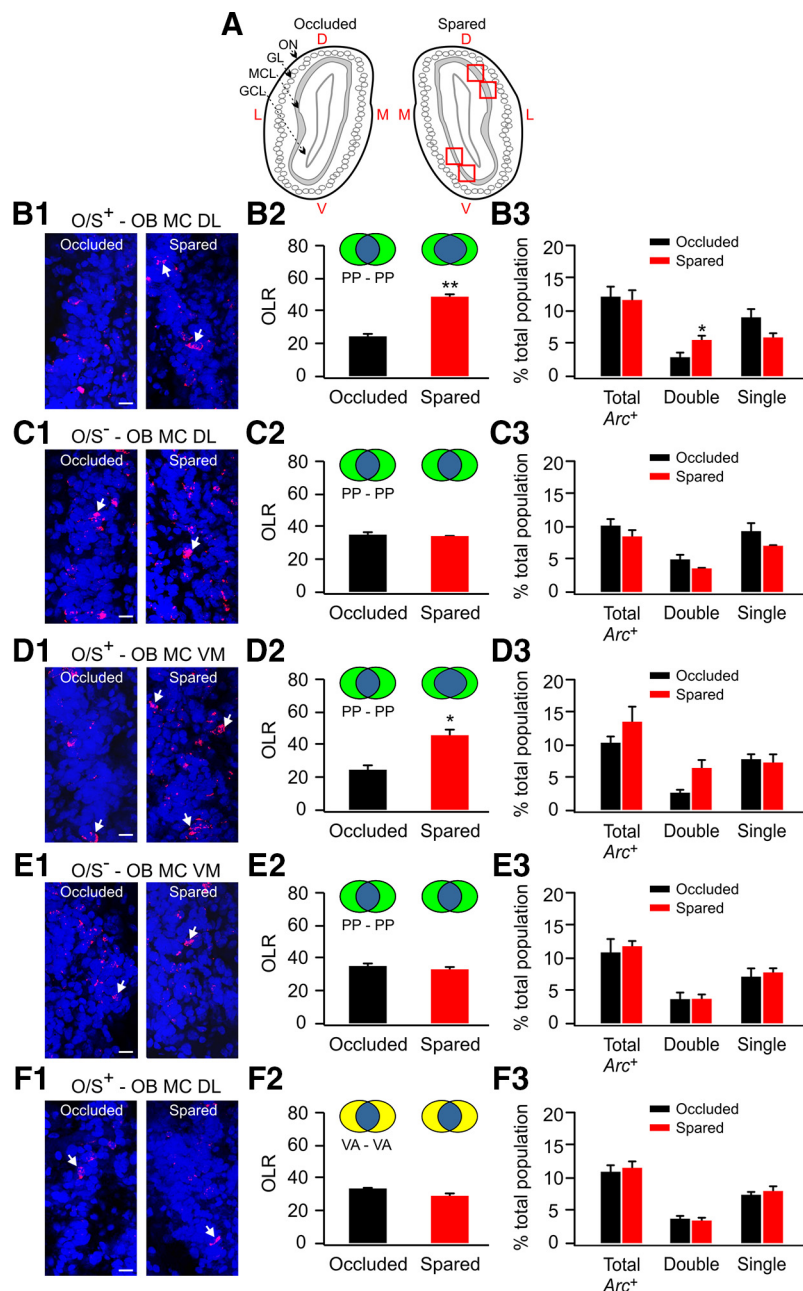 A
Occluded
Spared
D
D
ON
GL
MCL
GCL
L
M
M
L
V
V
B1
O/S+ - OB MC DL
Occluded
Spared
B2
80
60
40
20
0
OLR
PP - PP
**
Occluded
Spared
B3
20
15
10
5
0
% total population
Occluded
Spared
*
Total
Arc+
Double
Single
C1
O/S- - OB MC DL
Occluded
Spared
C2
80
60
40
20
0
OLR
PP - PP
Occluded
Spared
C3
20
15
10
5
0
% total population
Occluded
Spared
Total
Arc+
Double
Single
D1
O/S+ - OB MC VM
Occluded
Spared
D2
80
60
40
20
0
OLR
PP - PP
*
Occluded
Spared
D3
20
15
10
5
0
% total population
Occluded
Spared
Total
Arc+
Double
Single
E1
O/S- - OB MC VM
Occluded
Spared
E2
80
60
40
20
0
OLR
PP - PP
Occluded
Spared
E3
20
15
10
5
0
% total population
Occluded
Spared
Total
Arc+
Double
Single
F1
O/S+ - OB MC DL
Occluded
Spared
F2
80
60
40
20
0
OLR
VA - VA
Occluded
Spared
F3
20
15
10
5
0
% total population
Occluded
Spared
Total
Arc+
Double
Single